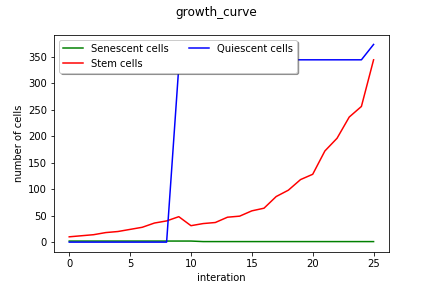 growth_curve
Senescent cells
Stem cells
Quiescent cells
number of cells
350
300
250
200
150
100
50
0
0 5 10 15 20 25
interation